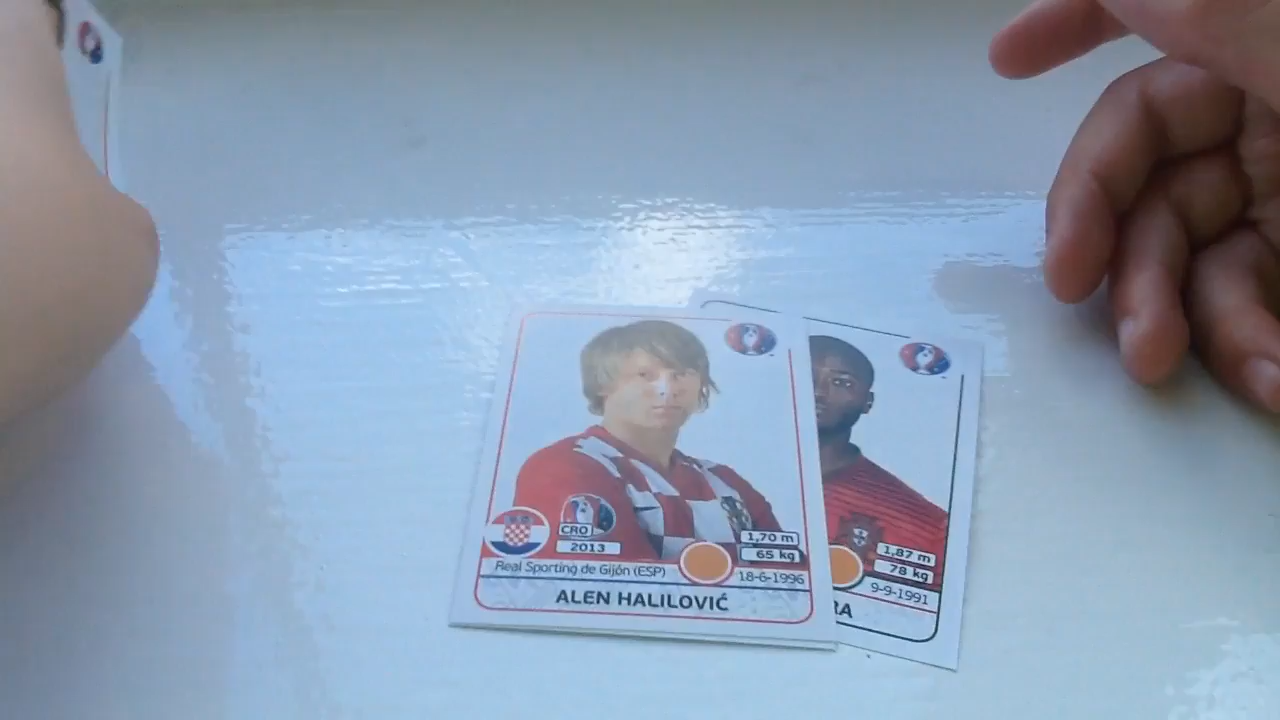 CRO
2013
1,70 m
65 kg
Real Sporting de Gijón (ESP)
18-6-1996
ALEN HALILOVIĆ
1,87 m
78 kg
9-9-1991
RA